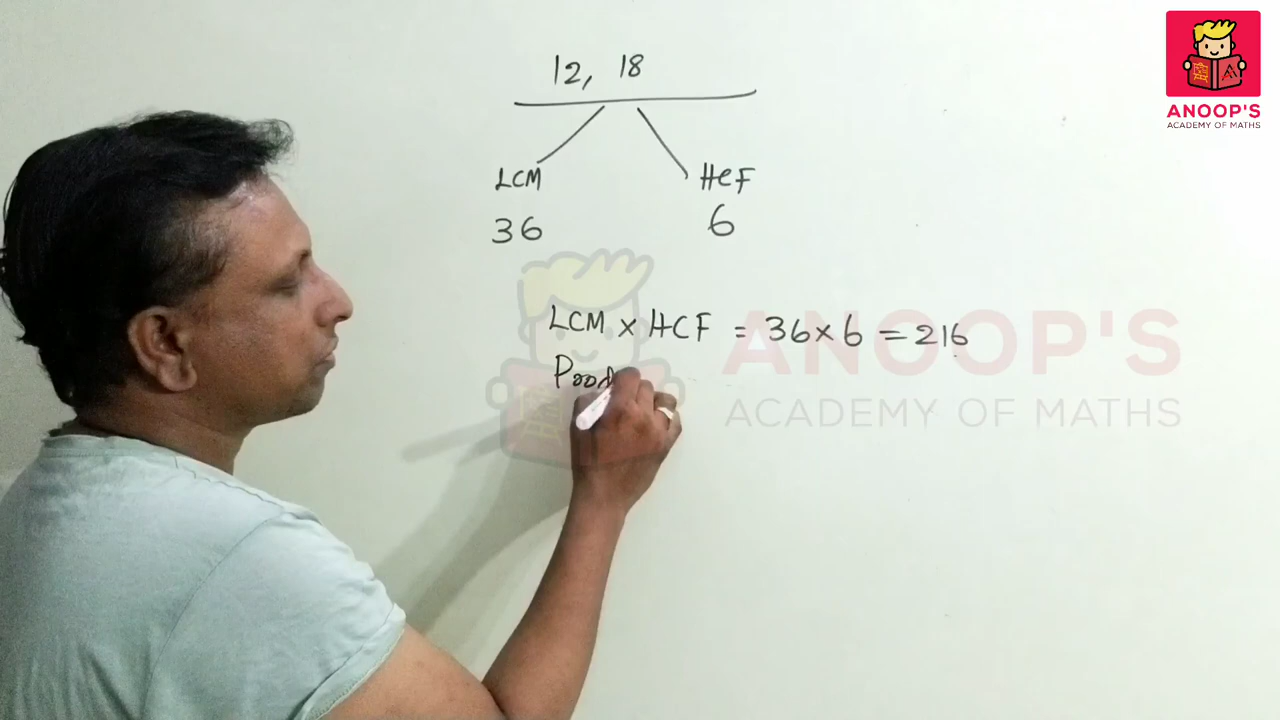 12, 18
LCM HCF
36 6
LCM × HCF = 36 × 6 = 216
ANOOP'S
ACADEMY OF MATHS
ANOOP'S
ACADEMY OF MATHS